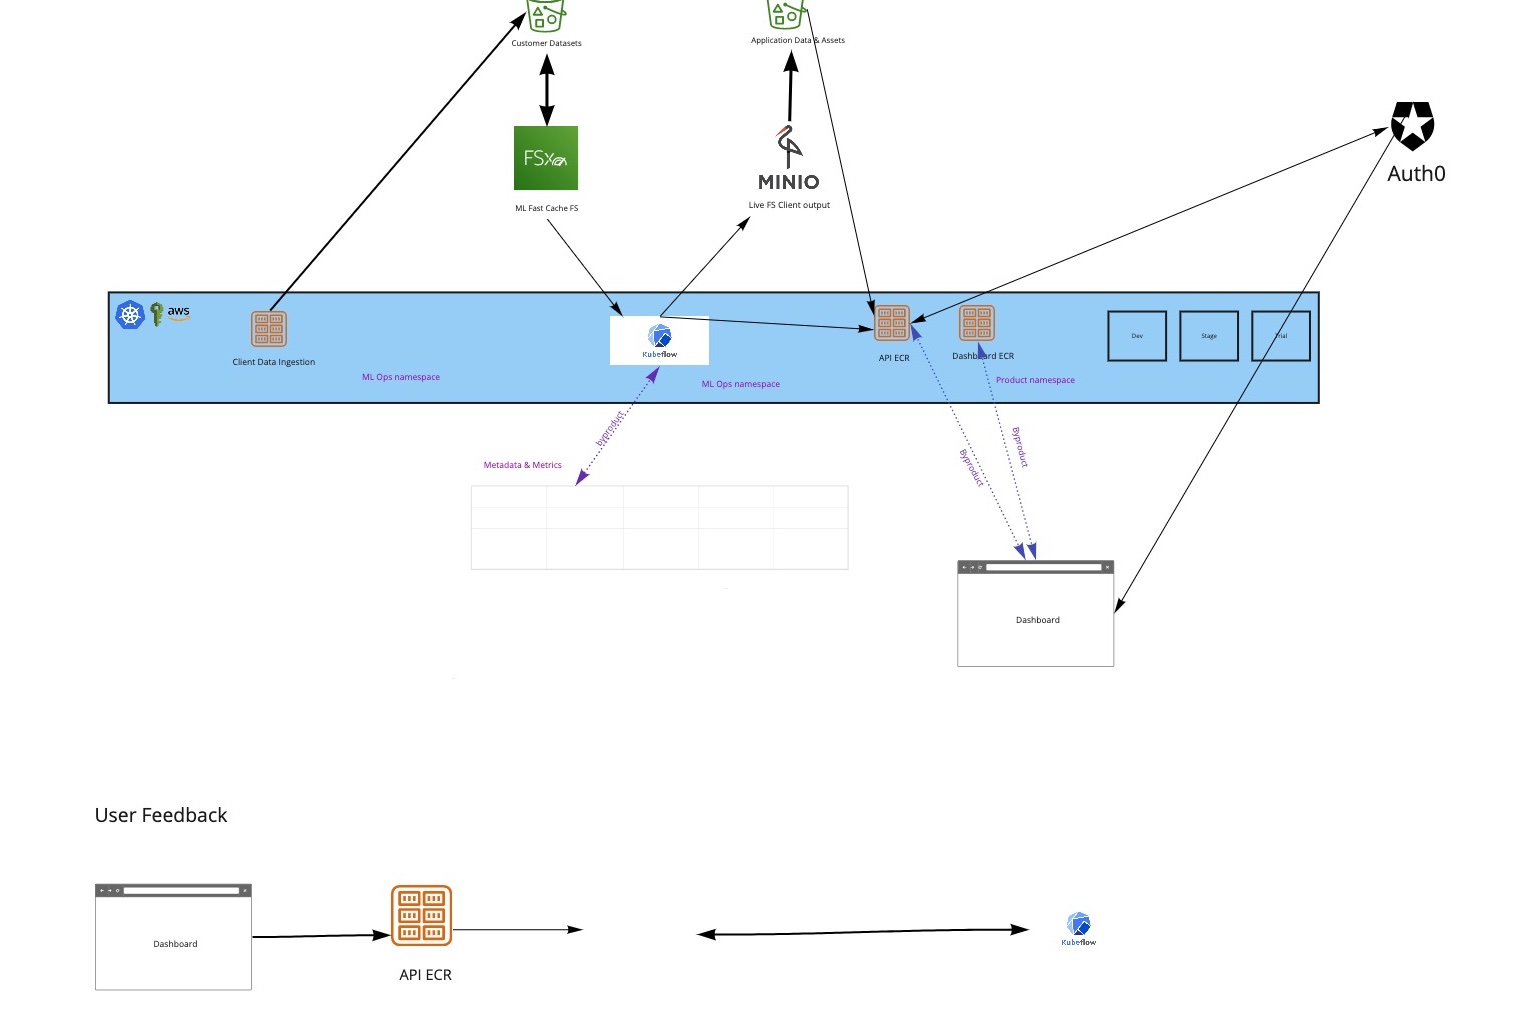 Customer Datasets
Application Data & Assets
FSx
ML Fast Cache FS
MINIO
Live FS Client output
Auth0
aws
Client Data Ingestion
Kubeflow
API ECR
Dashboard ECR
Dev
Stage
Trial
ML Ops namespace
ML Ops namespace
Product namespace
byproduct
Byproduct
Byproduct
Metadata & Metrics
Dashboard
User Feedback
Dashboard
API ECR
Kubeflow